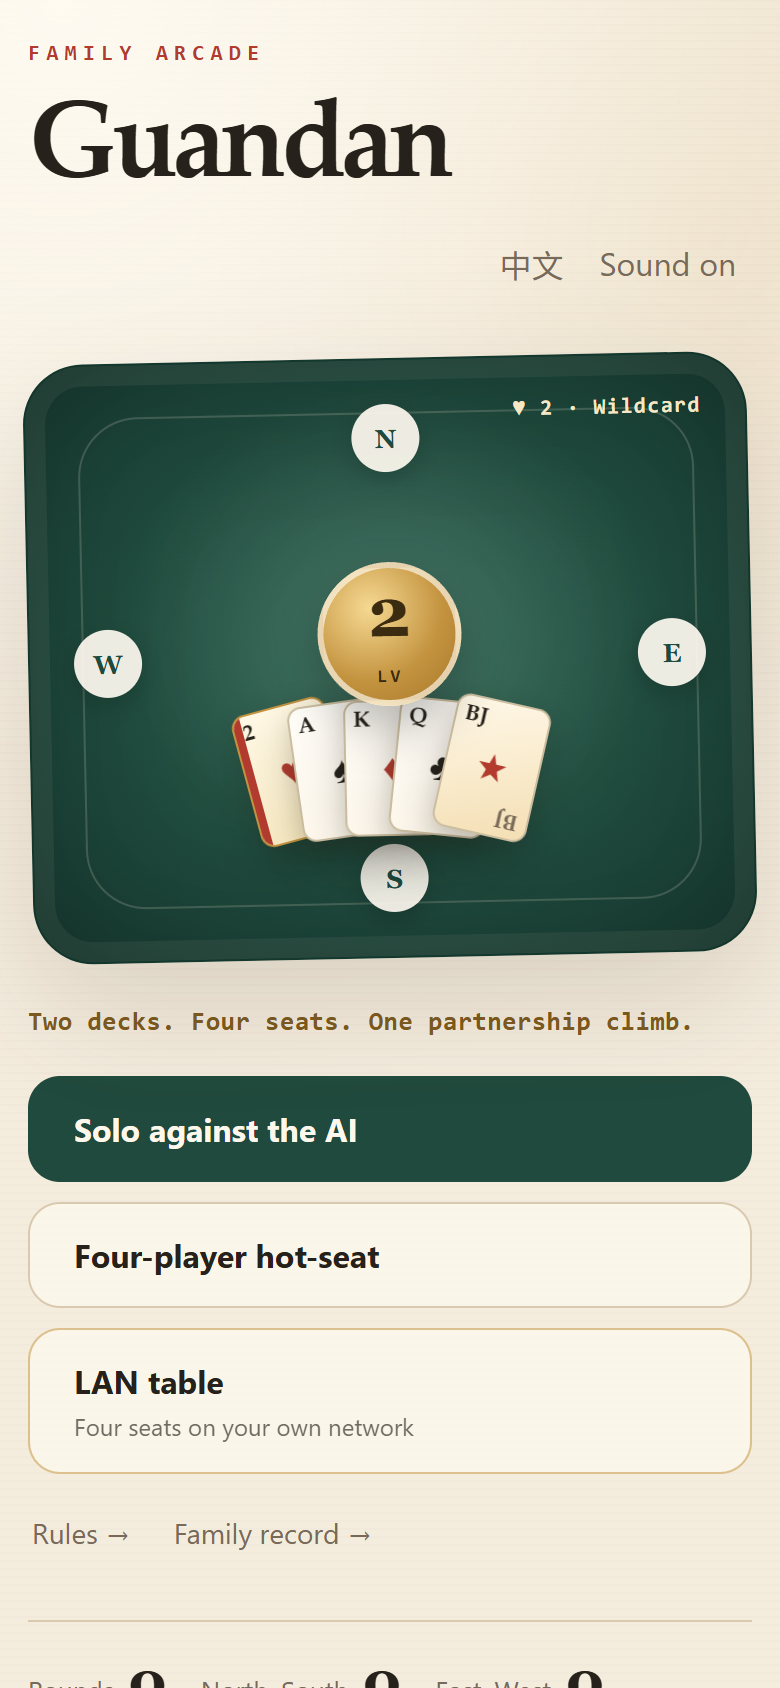 FAMILY ARCADE
Guandan
中文 Sound on
♥ 2 · Wildcard
N
2
LV
W
E
2 A K Q BJ
BJ
S
Two decks. Four seats. One partnership climb.
Solo against the AI
Four-player hot-seat
LAN table
Four seats on your own network
Rules →
Family record →